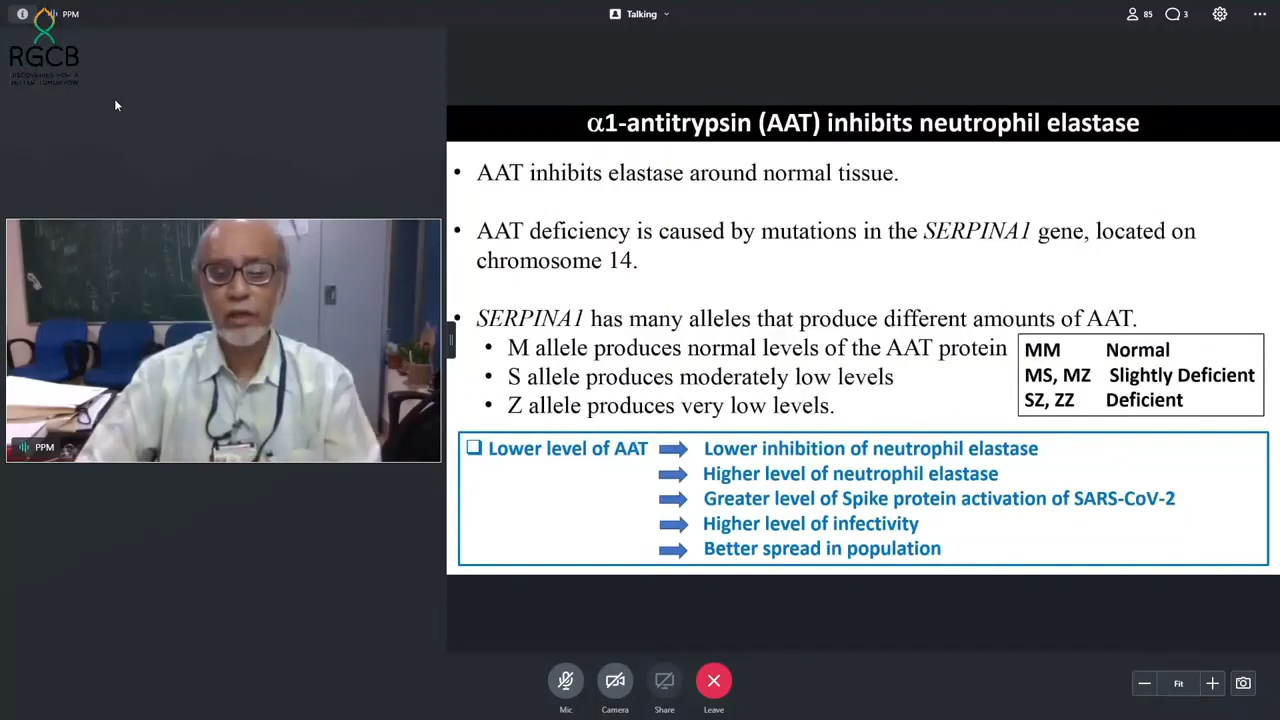 PPM
Talking
85
3
RGCB
DISCOVERIES FOR A
BETTER TOMORROW
α1-antitrypsin (AAT) inhibits neutrophil elastase
• AAT inhibits elastase around normal tissue.
• AAT deficiency is caused by mutations in the SERPINA1 gene, located on
chromosome 14.
• SERPINA1 has many alleles that produce different amounts of AAT.
• M allele produces normal levels of the AAT protein
• S allele produces moderately low levels
• Z allele produces very low levels.
MM Normal
MS, MZ Slightly Deficient
SZ, ZZ Deficient
❑ Lower level of AAT ➡ Lower inhibition of neutrophil elastase
➡ Higher level of neutrophil elastase
➡ Greater level of Spike protein activation of SARS-CoV-2
➡ Higher level of infectivity
➡ Better spread in population
PPM
Mic
Camera
Share
Leave
Fit